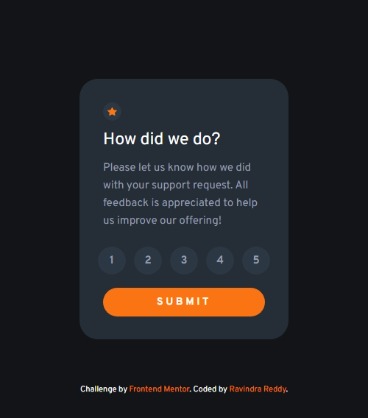 How did we do?
Please let us know how we did
with your support request. All
feedback is appreciated to help
us improve our offering!
1 2 3 4 5
SUBMIT
Challenge by Frontend Mentor. Coded by Ravindra Reddy.